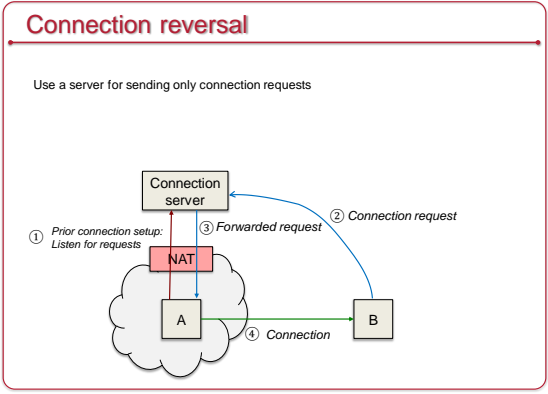 Connection reversal
Use a server for sending only connection requests
Connection
server
② Connection request
③ Forwarded request
① Prior connection setup:
Listen for requests
NAT
A
B
④ Connection